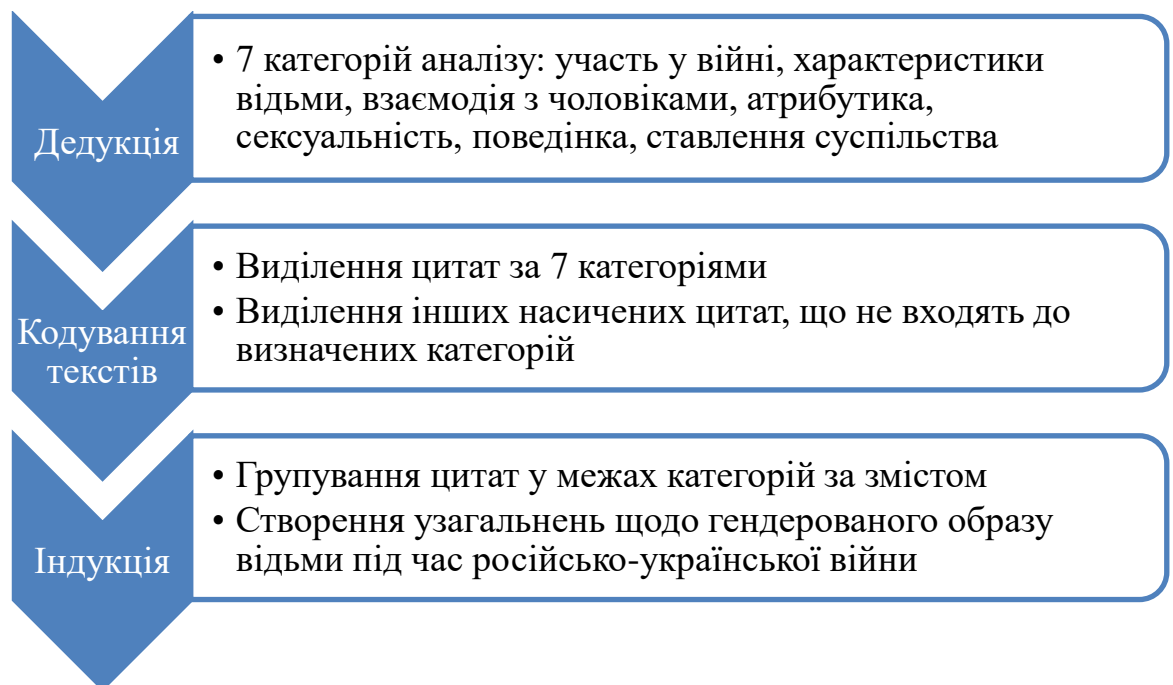 Дедукція
• 7 категорій аналізу: участь у війні, характеристики
відьми, взаємодія з чоловіками, атрибутика,
сексуальність, поведінка, ставлення суспільства
Кодування
текстів
• Виділення цитат за 7 категоріями
• Виділення інших насичених цитат, що не входять до
визначених категорій
Індукція
• Групування цитат у межах категорій за змістом
• Створення узагальнень щодо гендерованого образу
відьми під час російсько-української війни